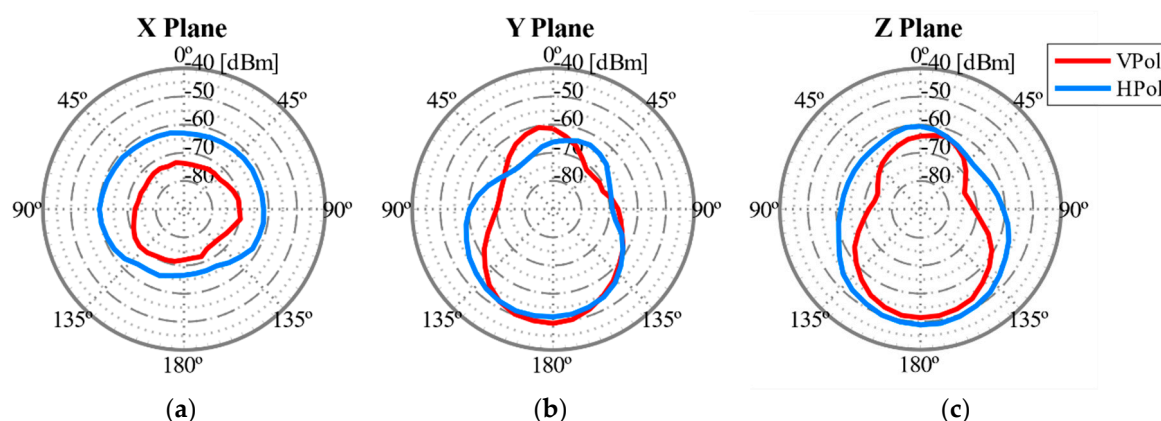 X Plane
0º
-40 [dBm]
-50
-60
-70
-80
45º
45º
90º
90º
135º
135º
180º
(a)
Y Plane
0º
-40 [dBm]
-50
-60
-70
-80
45º
45º
90º
90º
135º
135º
180º
(b)
Z Plane
0º
-40 [dBm]
-50
-60
-70
-80
45º
45º
90º
90º
135º
135º
180º
(c)
VPol
HPol